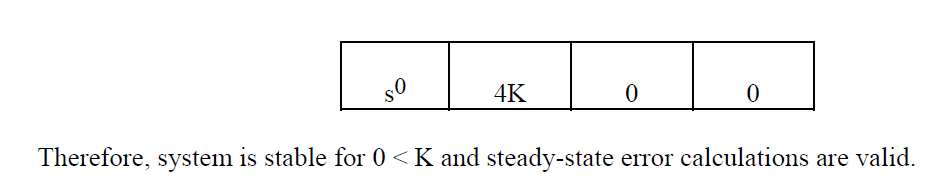 s⁰ 4K 0 0
Therefore, system is stable for 0 < K and steady-state error calculations are valid.